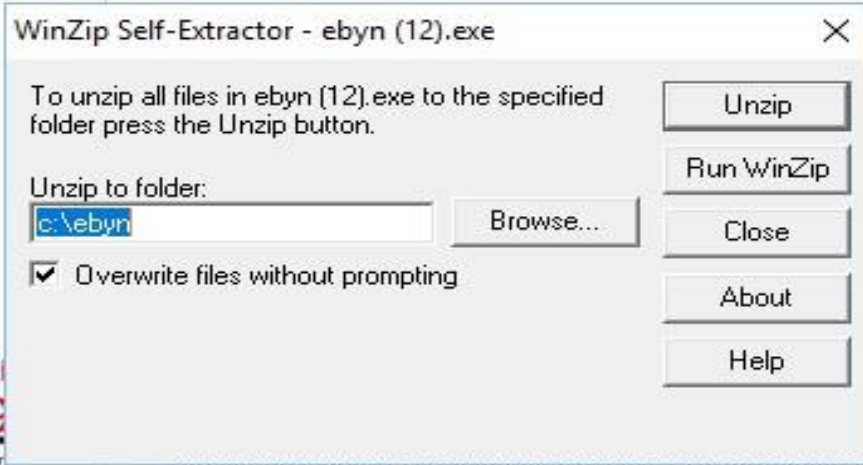 WinZip Self-Extractor - ebyn (12).exe
To unzip all files in ebyn (12).exe to the specified
folder press the Unzip button.
Unzip to folder:
c:\ebyn
Browse...
Overwrite files without prompting
Unzip
Run WinZip
Close
About
Help